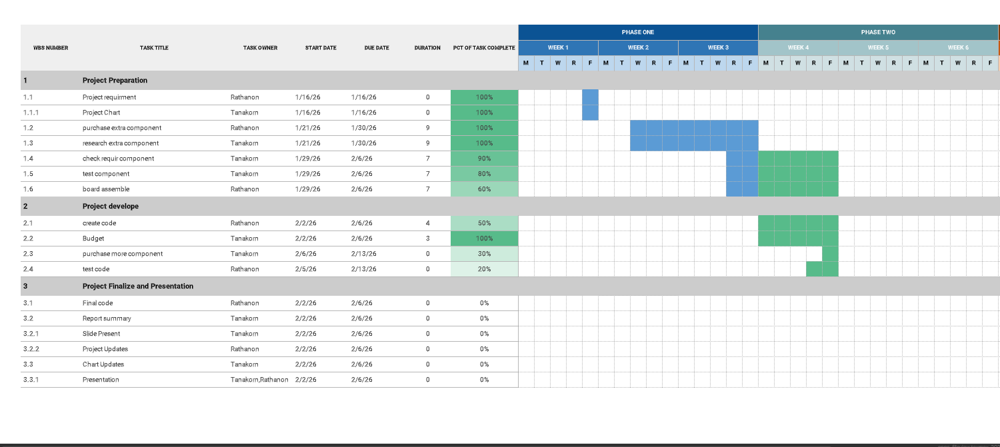 PHASE ONE PHASE TWO
WBS NUMBER TASK TITLE TASK OWNER START DATE DUE DATE DURATION PCT OF TASK COMPLETE WEEK 1 WEEK 2 WEEK 3 WEEK 4 WEEK 5 WEEK 6
M T W R F M T W R F M T W R F M T W R F M T W R F M T W R F
1 Project Preparation
1.1 Project requirment Rathanon 1/16/26 1/16/26 0 100%
1.1.1 Project Chart Tanakorn 1/16/26 1/16/26 0 100%
1.2 purchase extra component Rathanon 1/21/26 1/30/26 9 100%
1.3 research extra component Tanakorn 1/21/26 1/30/26 9 100%
1.4 check requir component Tanakorn 1/29/26 2/6/26 7 90%
1.5 test component Tanakorn 1/29/26 2/6/26 7 80%
1.6 board assemble Rathanon 1/29/26 2/6/26 7 60%
2 Project develope
2.1 create code Rathanon 2/2/26 2/6/26 4 50%
2.2 Budget Tanakorn 2/2/26 2/6/26 3 100%
2.3 purchase more component Tanakorn 2/6/26 2/13/26 0 30%
2.4 test code Rathanon 2/5/26 2/13/26 0 20%
3 Project Finalize and Presentation
3.1 Final code Rathanon 2/2/26 2/6/26 0 0%
3.2 Report summary Tanakorn 2/2/26 2/6/26 0 0%
3.2.1 Slide Present Tanakorn 2/2/26 2/6/26 0 0%
3.2.2 Project Updates Rathanon 2/2/26 2/6/26 0 0%
3.3 Chart Updates Tanakorn 2/2/26 2/6/26 0 0%
3.3.1 Presentation Tanakorn,Rathanon 2/2/26 2/6/26 0 0%